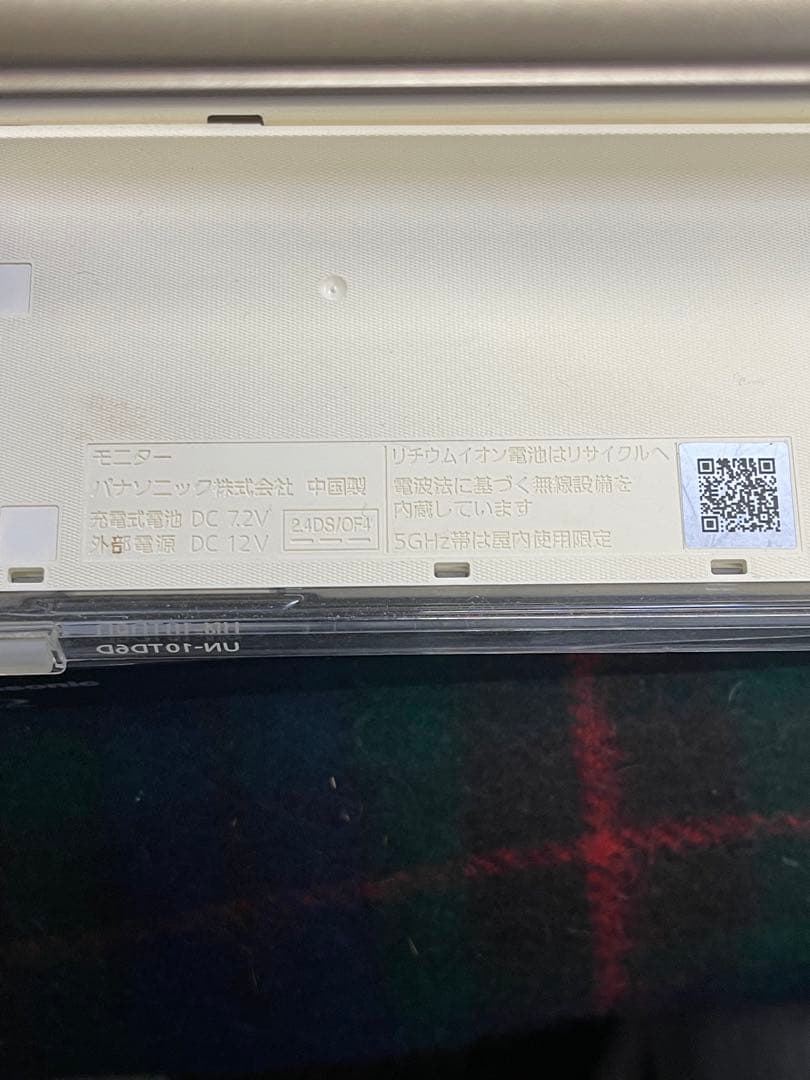 モニター
パナソニック株式会社 中国製
充電式電池 DC 7.2V
外部電源 DC 12V
2.4DS/OF4
リチウムイオン電池はリサイクルへ
電波法に基づく無線設備を
内蔵しています
5GHz帯は屋内使用限定
UN-10TD6D